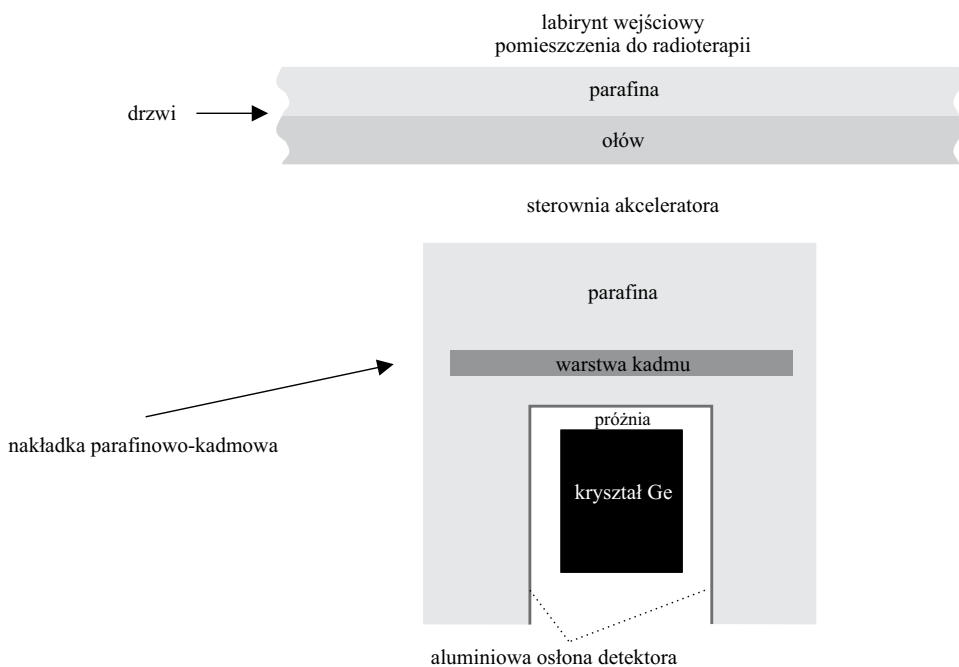 labirynt wejściowy
pomieszczenia do radioterapii
parafina
drzwi
ołów
sterownia akceleratora
parafina
warstwa kadmu
próżnia
nakładka parafinowo-kadmowa
kryształ Ge
aluminiowa osłona detektora